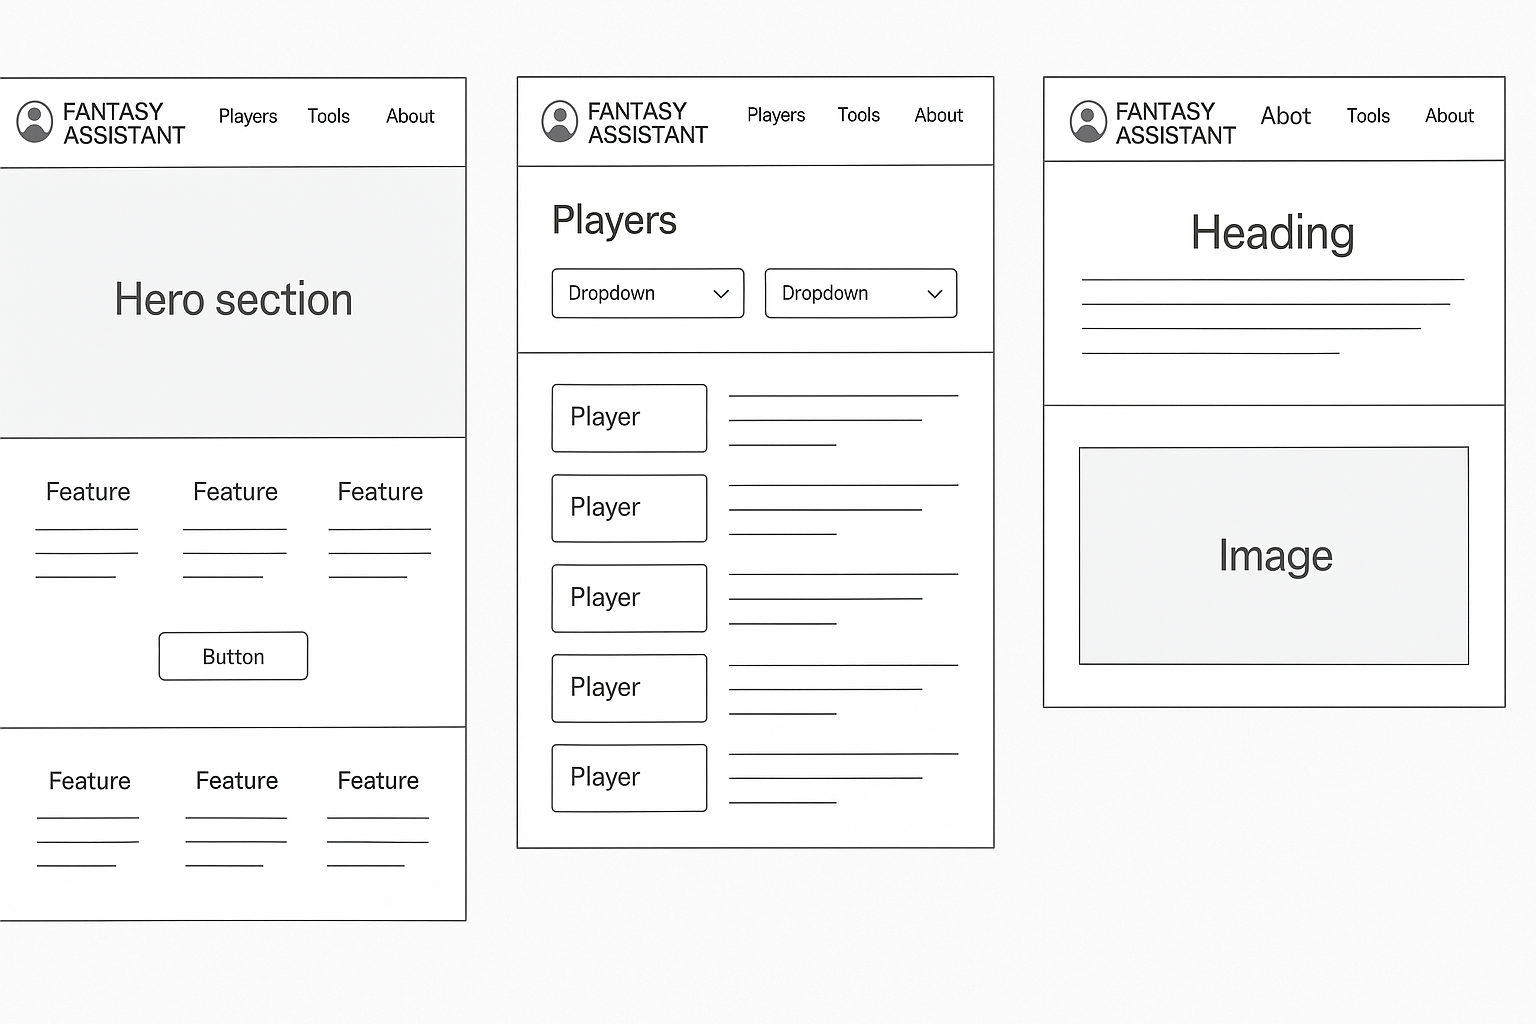 FANTASY
ASSISTANT
Players Tools About
Hero section
Feature Feature Feature
Button
Feature Feature Feature
FANTASY
ASSISTANT
Players Tools About
Players
Dropdown Dropdown
Player
Player
Player
Player
Player
FANTASY
ASSISTANT
Abot Tools About
Heading
Image